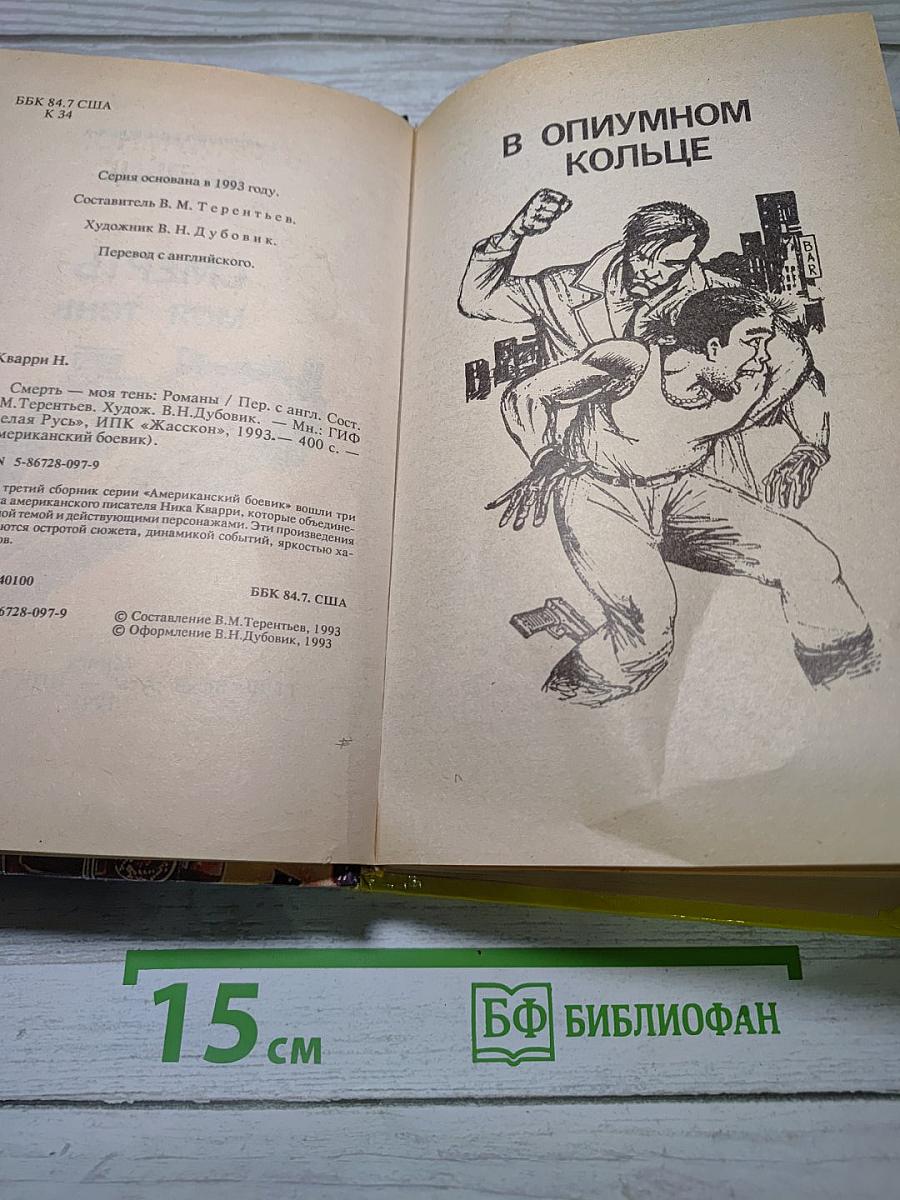 ББК 84.7 США
К 34
Серия основана в 1993 году.
Составитель В. М. Терентьев.
Художник В. Н. Дубовик.
Перевод с английского.
Кварри Н.
Смерть — моя тень: Романы / Пер. с англ. Сост.
М.Терентьев. Худож. В.Н.Дубовик. — Мн.: ГИФ
елая Русь», ИПК «Жасскон», 1993.— 400 с. —
мериканский боевик).
N 5-86728-097-9
третий сборник серии «Американский боевик» вошли три
а американского писателя Ника Кварри, которые объедине-
ной темой и действующими персонажами. Эти произведения
ются остротой сюжета, динамикой событий, яркостью ха-
ов.
40100
ББК 84.7. США
6728-097-9
© Составление В.М.Терентьев, 1993
© Оформление В.Н.Дубовик, 1993
В ОПИУМНОМ
КОЛЬЦЕ
BAR
15 см
БФ БИБЛИОФАН